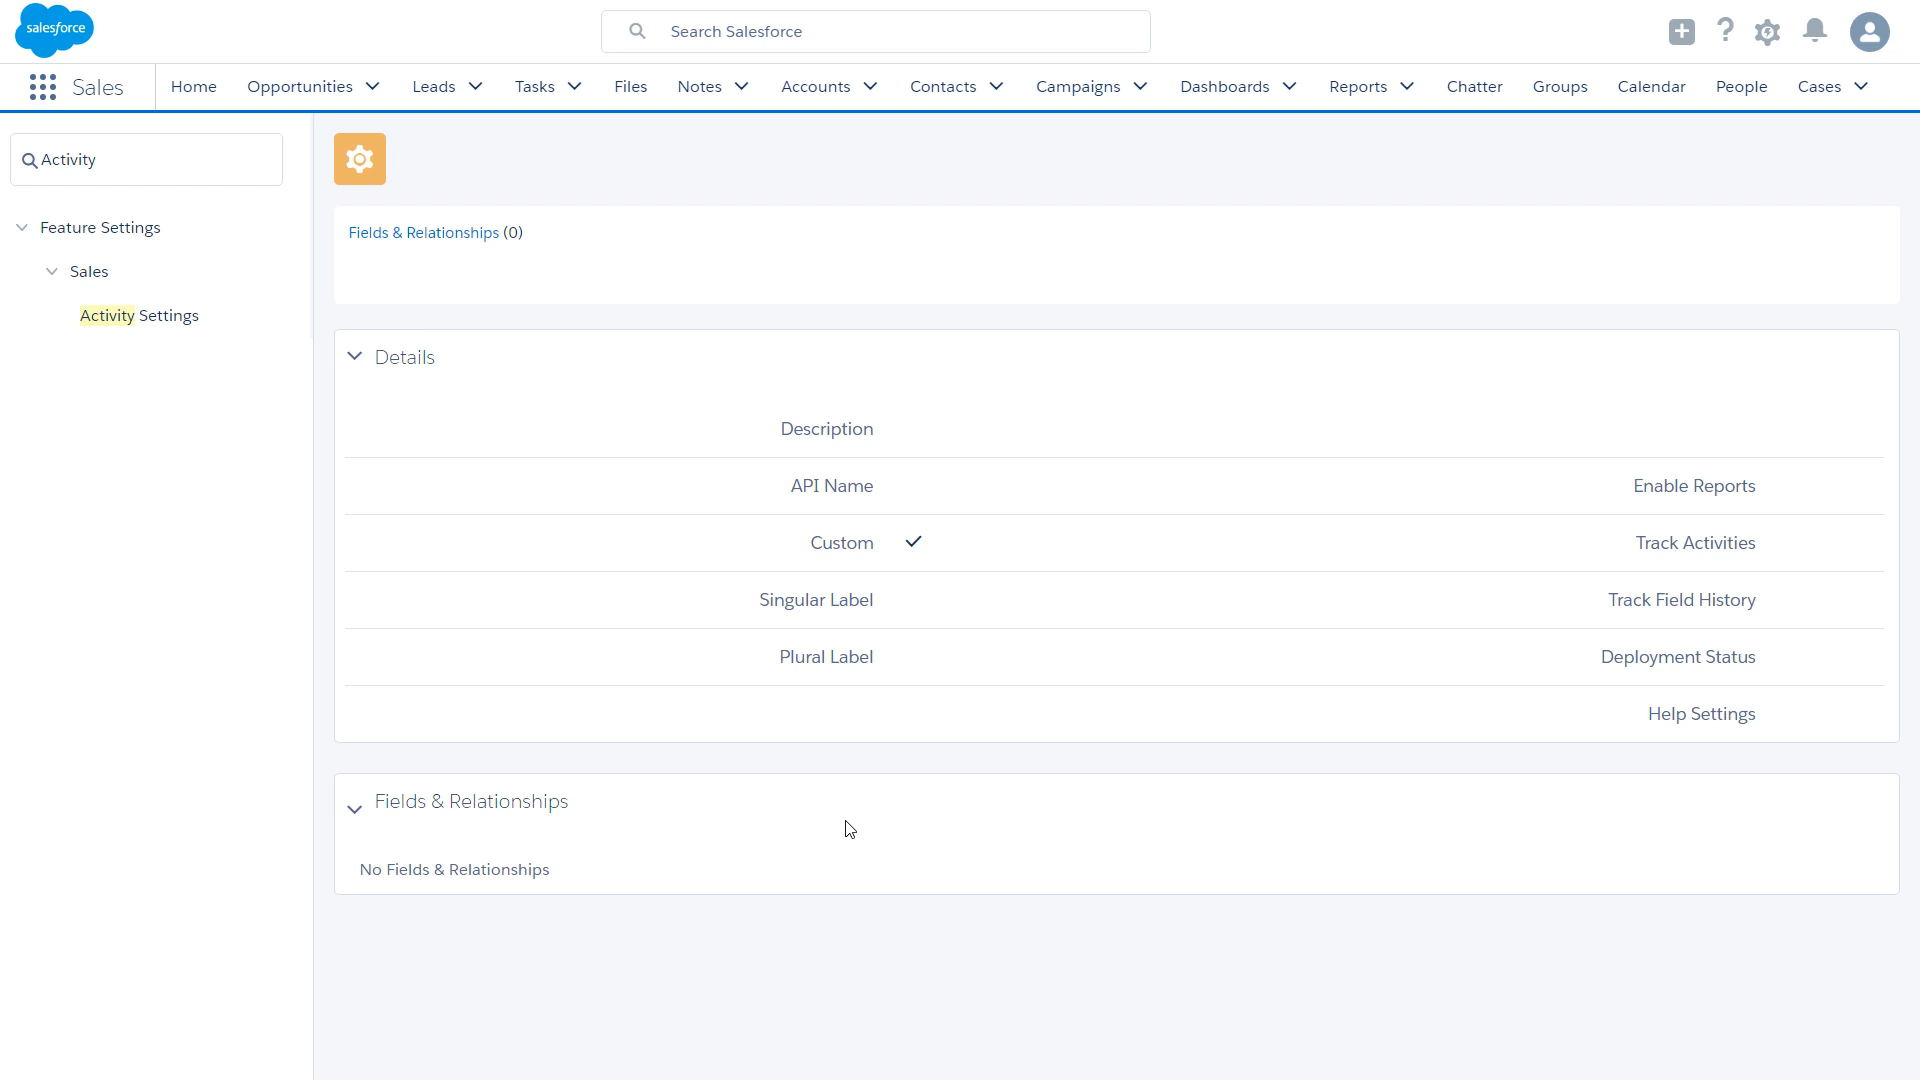 salesforce
Search Salesforce
Sales
Home
Opportunities
Leads
Tasks
Files
Notes
Accounts
Contacts
Campaigns
Dashboards
Reports
Chatter
Groups
Calendar
People
Cases
Activity
Feature Settings
Sales
Activity Settings
Fields & Relationships (0)
Details
Description
API Name
Enable Reports
Custom
Track Activities
Singular Label
Track Field History
Plural Label
Deployment Status
Help Settings
Fields & Relationships
No Fields & Relationships